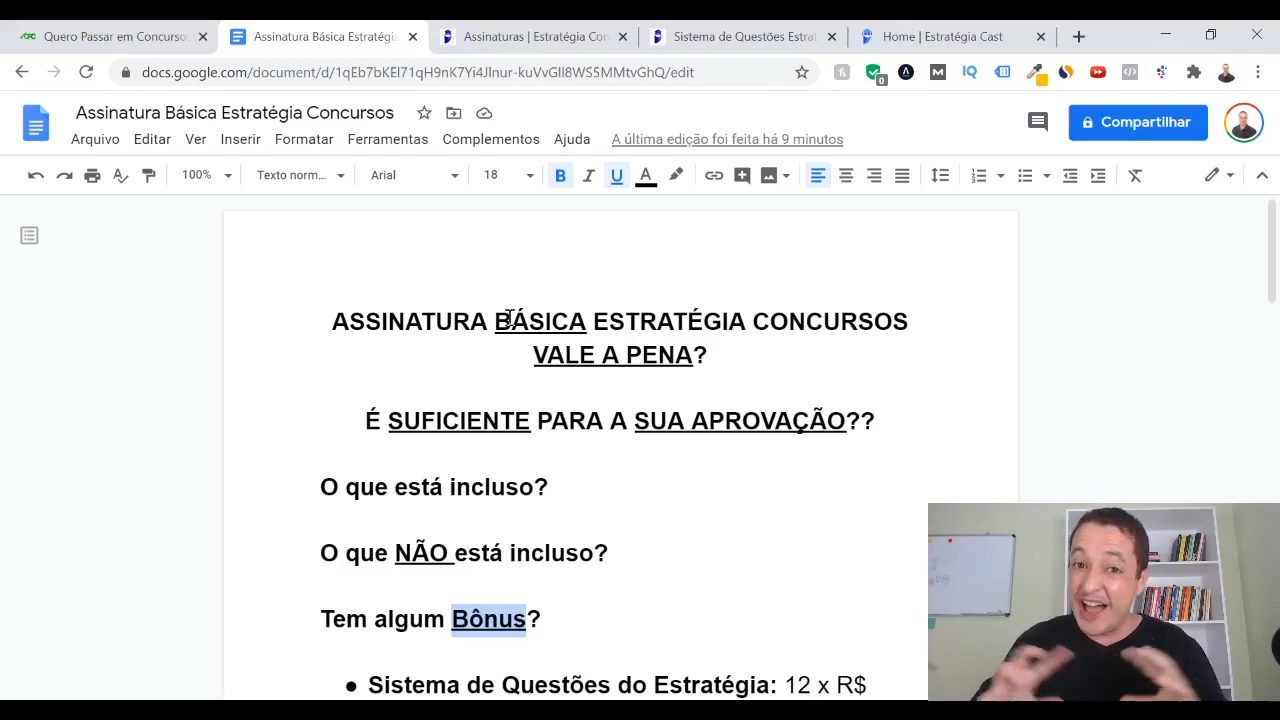 Quero Passar em Concursos
Assinatura Básica Estratégia
Assinaturas | Estratégia Con
Sistema de Questões Estrat
Home | Estratégia Cast
docs.google.com/document/d/1qEb7bKFI71qH9nK7Yi4Jlnur-kuVvGll8WS5MMtvGhQ/edit
Assinatura Básica Estratégia Concursos
Arquivo Editar Ver Inserir Formatar Ferramentas Complementos Ajuda A última edição foi feita há 9 minutos
Compartilhar
100% Texto norm... Arial 18
ASSINATURA BÁSICA ESTRATÉGIA CONCURSOS
VALE A PENA?
É SUFICIENTE PARA A SUA APROVAÇÃO??
O que está incluso?
O que NÃO está incluso?
Tem algum Bônus?
● Sistema de Questões do Estratégia: 12 x R$